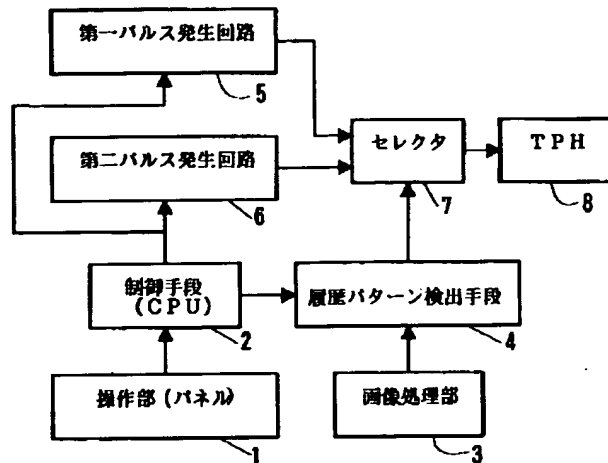 第一パルス発生回路
5
第二パルス発生回路
6
セレクタ
7
TPH
8
制御手段
(CPU)
2
履歴パターン検出手段
4
操作部(パネル)
1
画像処理部
3